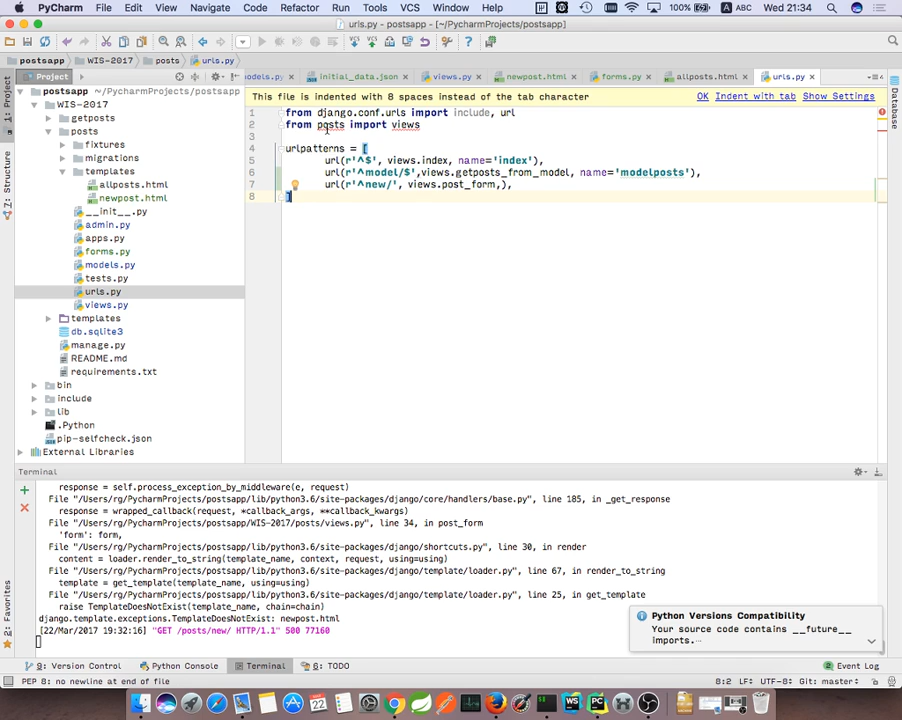 PyCharm File Edit View Navigate Code Refactor Run Tools VCS Window Help 100% ABC Wed 21:34
urls.py - postsapp - [~/PycharmProjects/postsapp]
postsapp WIS-2017 posts urls.py
Project odels.py initial_data.json views.py newpost.html forms.py allposts.html urls.py
1: Project
7: Structure
2: Favorites
Database
postsapp ~/PycharmProjects/postsapp
WIS-2017
getposts
posts
fixtures
migrations
templates
allposts.html
newpost.html
__init__.py
admin.py
apps.py
forms.py
models.py
tests.py
urls.py
views.py
templates
db.sqlite3
manage.py
README.md
requirements.txt
bin
include
lib
.Python
pip-selfcheck.json
External Libraries
This file is indented with 8 spaces instead of the tab character OK Indent with tab Show Settings
1 from django.conf.urls import include, url
2 from posts import views
3
4 urlpatterns = [
5 url(r'^$', views.index, name='index'),
6 url(r'^model/$',views.getposts_from_model, name='modelposts'),
7 url(r'^new/', views.post_form,),
8 ]
Terminal
response = self.process_exception_by_middleware(e, request)
File "/Users/rg/PycharmProjects/postsapp/lib/python3.6/site-packages/django/core/handlers/base.py", line 185, in _get_response
response = wrapped_callback(request, *callback_args, **callback_kwargs)
File "/Users/rg/PycharmProjects/postsapp/WIS-2017/posts/views.py", line 34, in post_form
'form': form,
File "/Users/rg/PycharmProjects/postsapp/lib/python3.6/site-packages/django/shortcuts.py", line 30, in render
content = loader.render_to_string(template_name, context, request, using=using)
File "/Users/rg/PycharmProjects/postsapp/lib/python3.6/site-packages/django/template/loader.py", line 67, in render_to_string
template = get_template(template_name, using=using)
File "/Users/rg/PycharmProjects/postsapp/lib/python3.6/site-packages/django/template/loader.py", line 25, in get_template
raise TemplateDoesNotExist(template_name, chain=chain)
django.template.exceptions.TemplateDoesNotExist: newpost.html
[22/Mar/2017 19:32:16] "GET /posts/new/ HTTP/1.1" 500 77160
Python Versions Compatibility
Your source code contains __future__
imports.…
9: Version Control Python Console Terminal 6: TODO 2 Event Log
PEP 8: no newline at end of file 8:2 LF÷ UTF-8÷ Git: master÷
22 WS PC